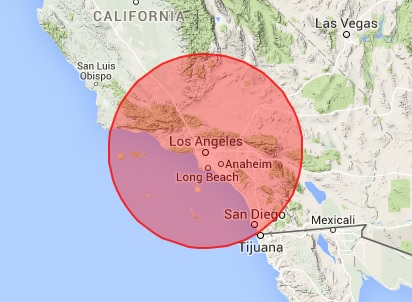 CALIFORNIA
Las Vegas
San Luis
Obispo
Los Angeles
Anaheim
Long Beach
San Diego
Mexicali
Tijuana